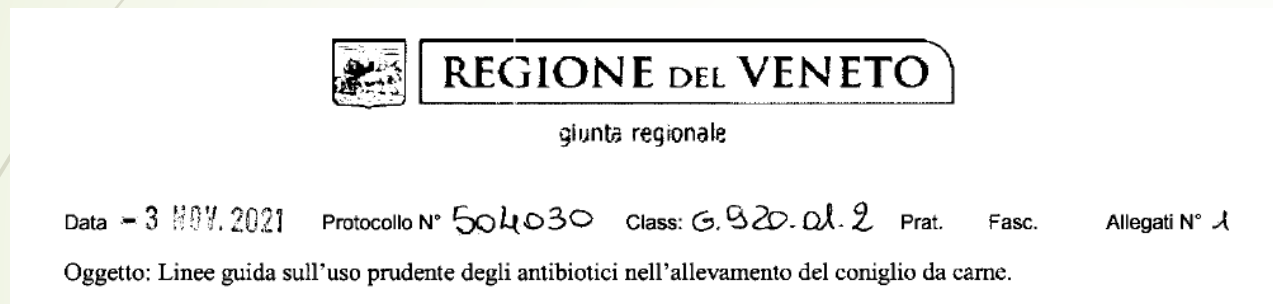 REGIONE DEL VENETO
giunta regionale
Data - 3 NOV. 2021 Protocollo N° 504030 Class: G.920.01.2 Prat. Fasc. Allegati N° 1
Oggetto: Linee guida sull'uso prudente degli antibiotici nell'allevamento del coniglio da carne.